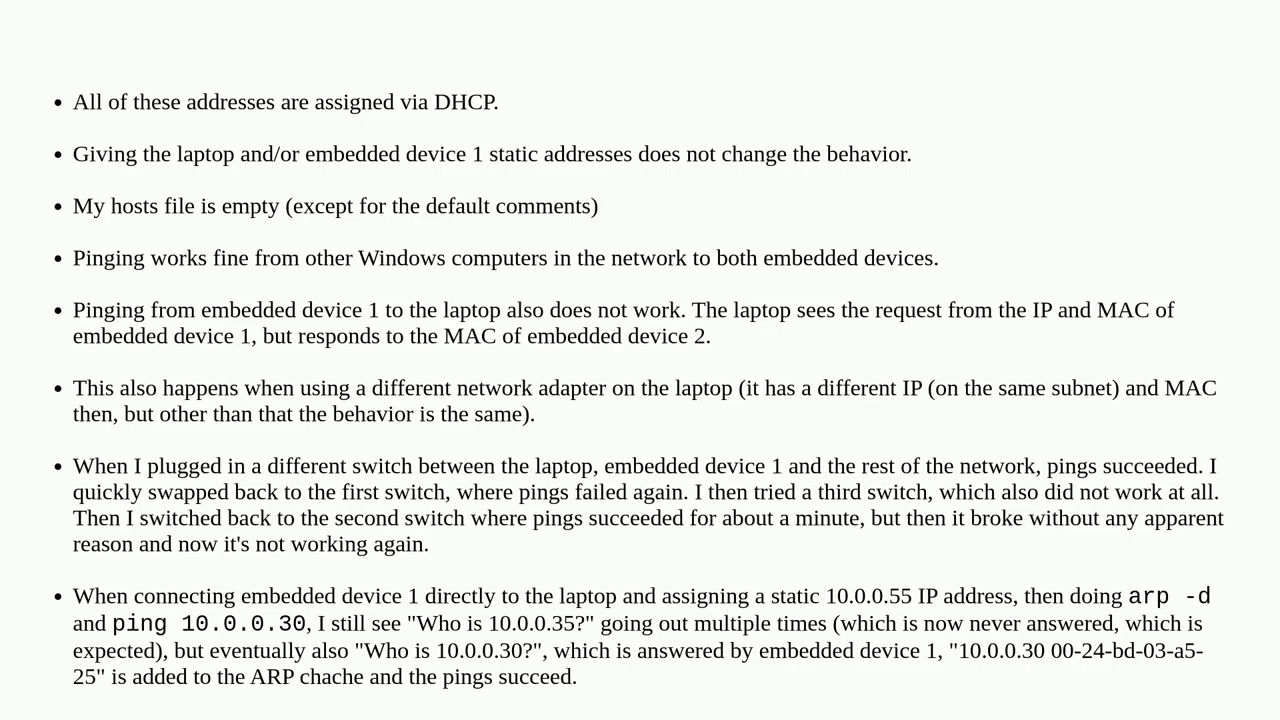 • All of these addresses are assigned via DHCP.
• Giving the laptop and/or embedded device 1 static addresses does not change the behavior.
• My hosts file is empty (except for the default comments)
• Pinging works fine from other Windows computers in the network to both embedded devices.
• Pinging from embedded device 1 to the laptop also does not work. The laptop sees the request from the IP and MAC of
embedded device 1, but responds to the MAC of embedded device 2.
• This also happens when using a different network adapter on the laptop (it has a different IP (on the same subnet) and MAC
then, but other than that the behavior is the same).
• When I plugged in a different switch between the laptop, embedded device 1 and the rest of the network, pings succeeded. I
quickly swapped back to the first switch, where pings failed again. I then tried a third switch, which also did not work at all.
Then I switched back to the second switch where pings succeeded for about a minute, but then it broke without any apparent
reason and now it's not working again.
• When connecting embedded device 1 directly to the laptop and assigning a static 10.0.0.55 IP address, then doing arp -d
and ping 10.0.0.30, I still see "Who is 10.0.0.35?" going out multiple times (which is now never answered, which is
expected), but eventually also "Who is 10.0.0.30?", which is answered by embedded device 1, "10.0.0.30 00-24-bd-03-a5-
25" is added to the ARP chache and the pings succeed.